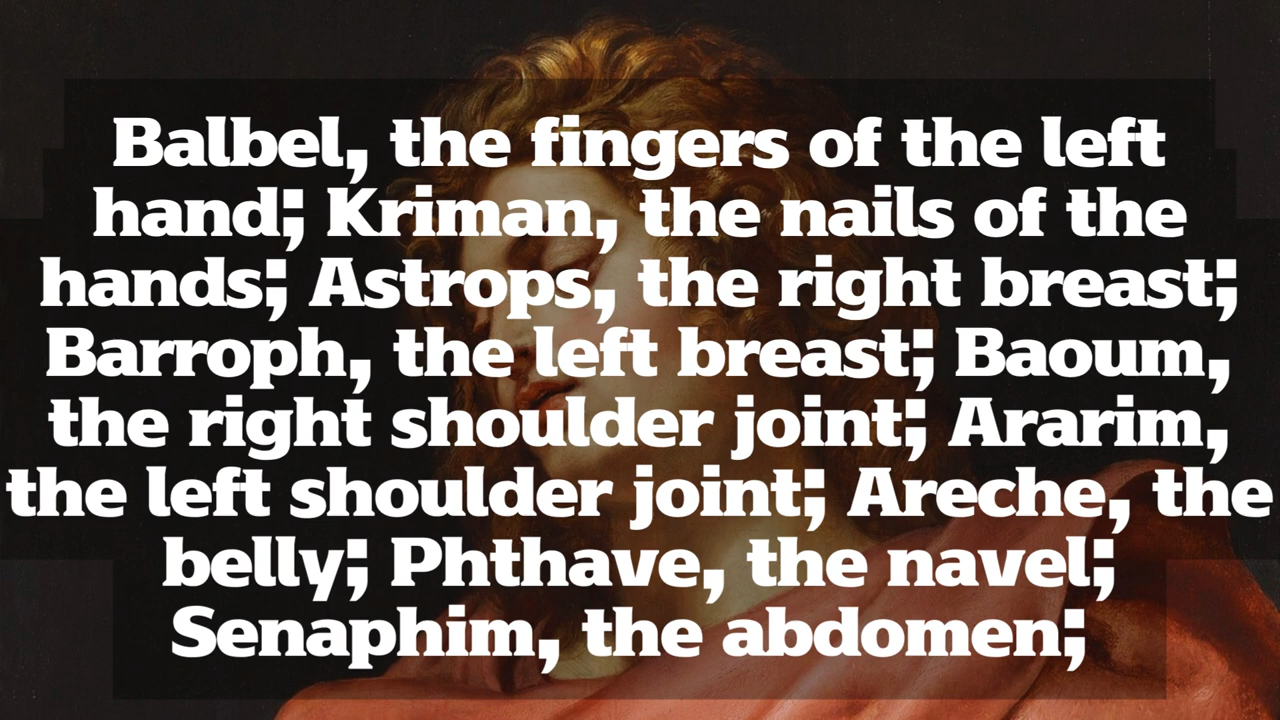 Balbel, the fingers of the left
hand; Kriman, the nails of the
hands; Astrops, the right breast;
Barroph, the left breast; Baoum,
the right shoulder joint; Ararim,
the left shoulder joint; Areche, the
belly; Phthave, the navel;
Senaphim, the abdomen;